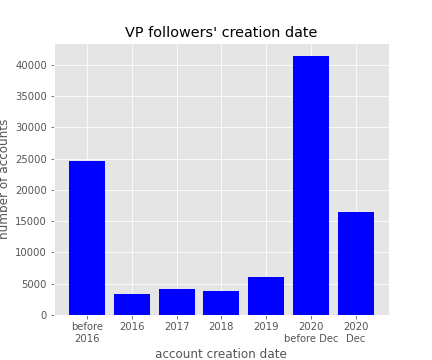 VP followers' creation date
number of accounts
40000
35000
30000
25000
20000
15000
10000
5000
0
before
2016
2016
2017
2018
2019
2020
before Dec
2020
Dec
account creation date